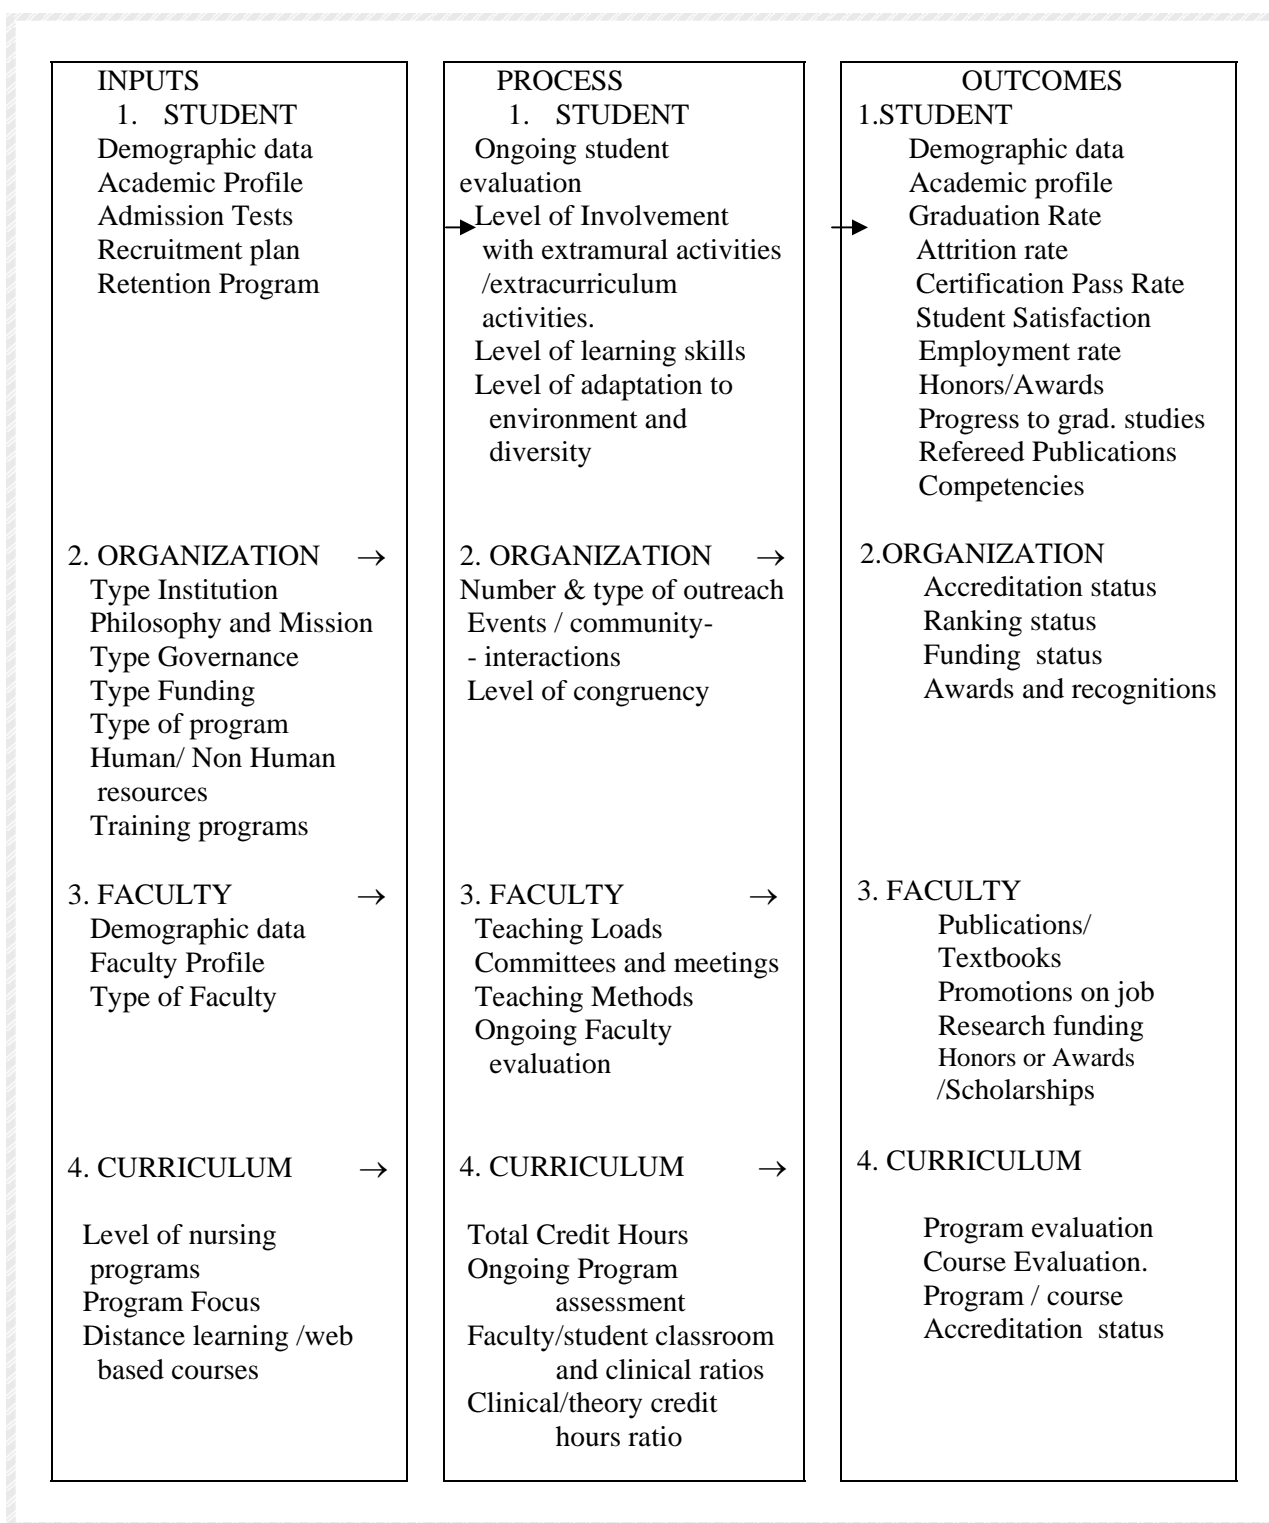 INPUTS
1. STUDENT
Demographic data
Academic Profile
Admission Tests
Recruitment plan
Retention Program
2. ORGANIZATION →
Type Institution
Philosophy and Mission
Type Governance
Type Funding
Type of program
Human/ Non Human
resources
Training programs
3. FACULTY →
Demographic data
Faculty Profile
Type of Faculty
4. CURRICULUM →
Level of nursing
programs
Program Focus
Distance learning /web
based courses
PROCESS
1. STUDENT
Ongoing student
evaluation
Level of Involvement
with extramural activities
/extracurriculum
activities.
Level of learning skills
Level of adaptation to
environment and
diversity
2. ORGANIZATION →
Number & type of outreach
Events / community-
- interactions
Level of congruency
3. FACULTY →
Teaching Loads
Committees and meetings
Teaching Methods
Ongoing Faculty
evaluation
4. CURRICULUM →
Total Credit Hours
Ongoing Program
assessment
Faculty/student classroom
and clinical ratios
Clinical/theory credit
hours ratio
OUTCOMES
1.STUDENT
Demographic data
Academic profile
Graduation Rate
Attrition rate
Certification Pass Rate
Student Satisfaction
Employment rate
Honors/Awards
Progress to grad. studies
Refereed Publications
Competencies
2.ORGANIZATION
Accreditation status
Ranking status
Funding status
Awards and recognitions
3. FACULTY
Publications/
Textbooks
Promotions on job
Research funding
Honors or Awards
/Scholarships
4. CURRICULUM
Program evaluation
Course Evaluation.
Program / course
Accreditation status